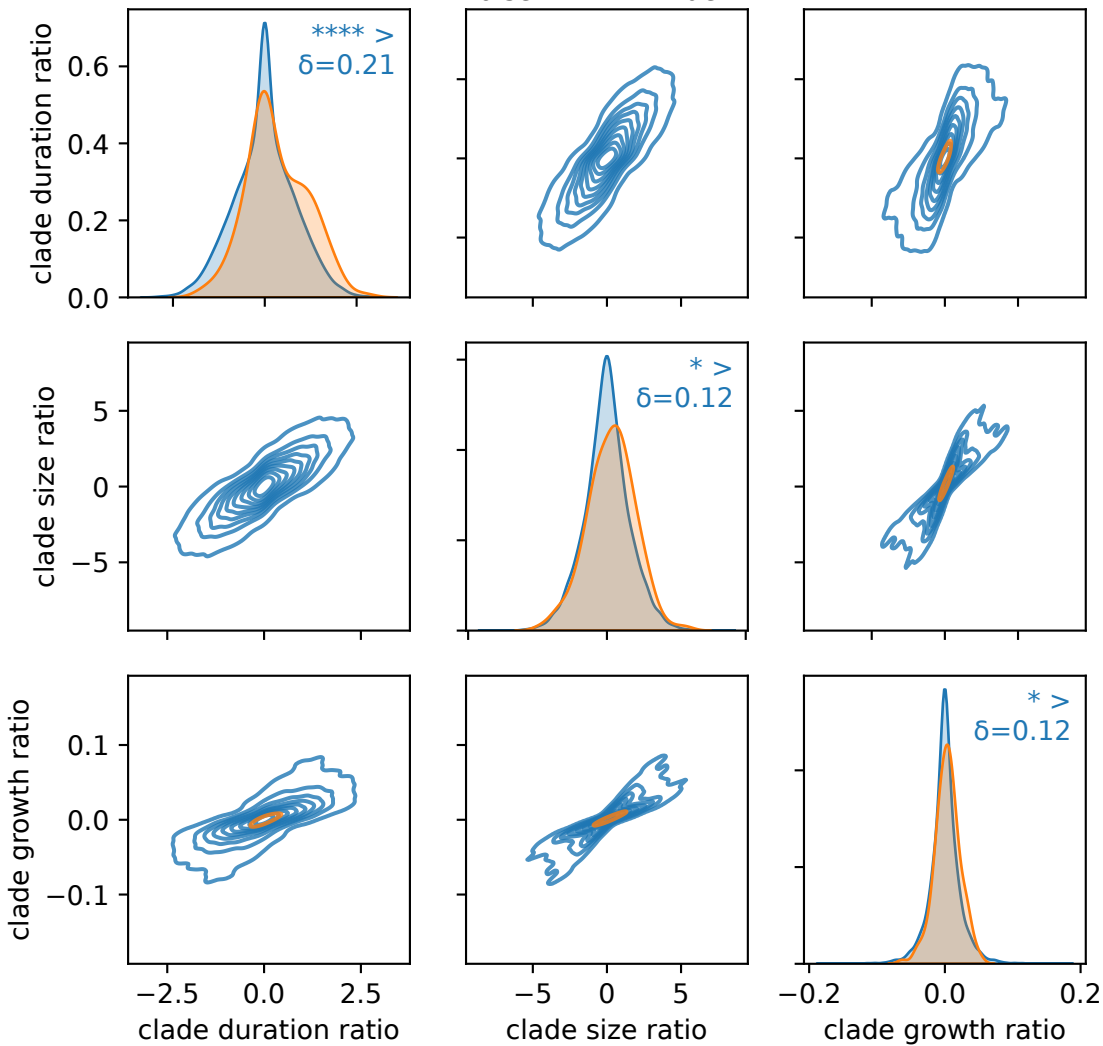 clade duration ratio
0.6
0.4
0.2
0.0
**** >
δ=0.21
clade size ratio
5
0
−5
* >
δ=0.12
clade growth ratio
0.1
0.0
−0.1
* >
δ=0.12
−2.5 0.0 2.5
−5 0 5
−0.2 0.0 0.2
clade duration ratio
clade size ratio
clade growth ratio